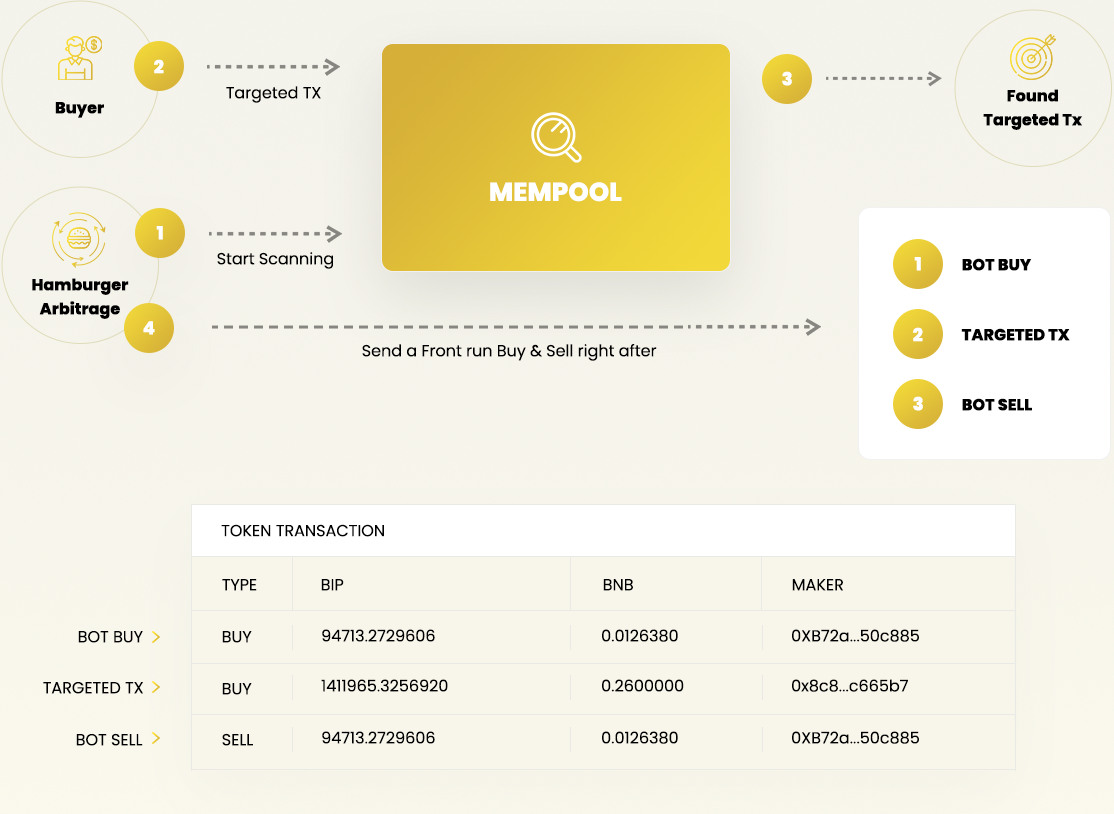 2
Buyer
Targeted TX
MEMPOOL
3
Found
Targeted Tx
1
Hamburger
Arbitrage
Start Scanning
4
Send a Front run Buy & Sell right after
1 BOT BUY
2 TARGETED TX
3 BOT SELL
TOKEN TRANSACTION
TYPE BIP BNB MAKER
BOT BUY > BUY 94713.2729606 0.0126380 0XB72a...50c885
TARGETED TX > BUY 1411965.3256920 0.2600000 0x8c8...c665b7
BOT SELL > SELL 94713.2729606 0.0126380 0XB72a...50c885